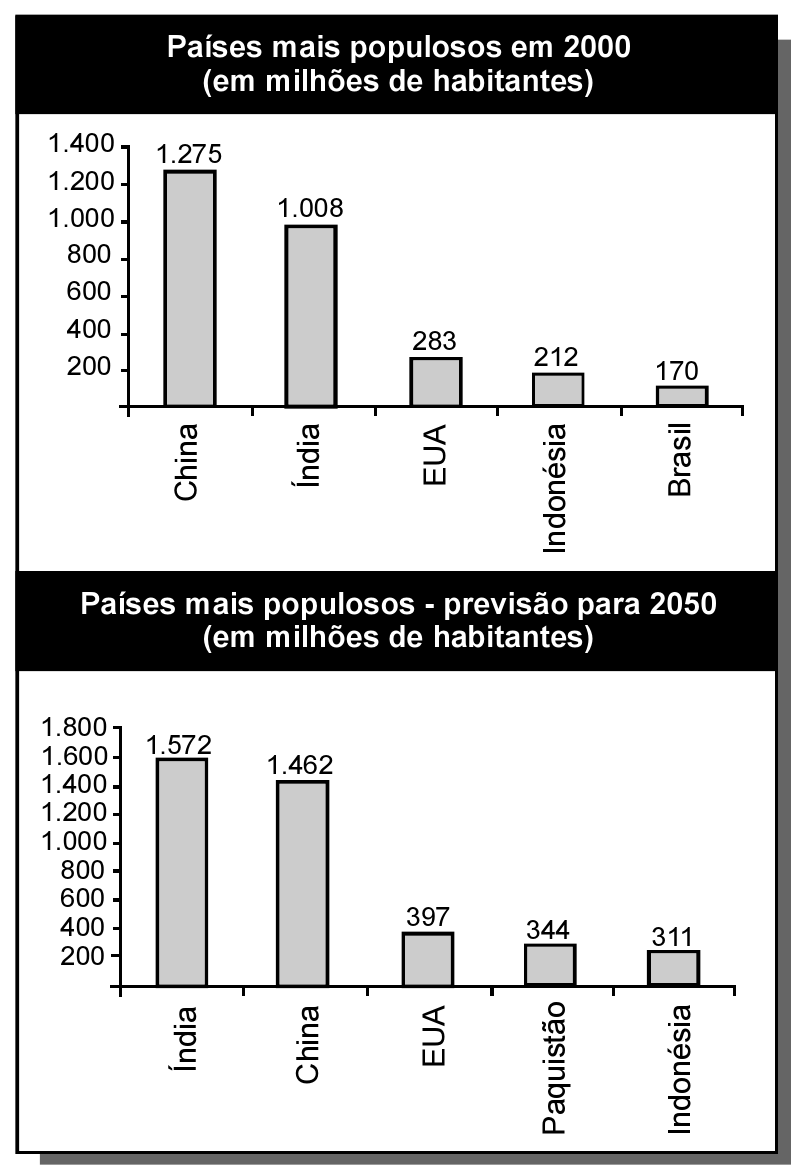 Países mais populosos em 2000
(em milhões de habitantes)
1.400
1.200
1.000
800
600
400
200
1.275
1.008
283
212
170
China
Índia
EUA
Indonésia
Brasil
Países mais populosos - previsão para 2050
(em milhões de habitantes)
1.800
1.600
1.400
1.200
1.000
800
600
400
200
1.572
1.462
397
344
311
Índia
China
EUA
Paquistão
Indonésia